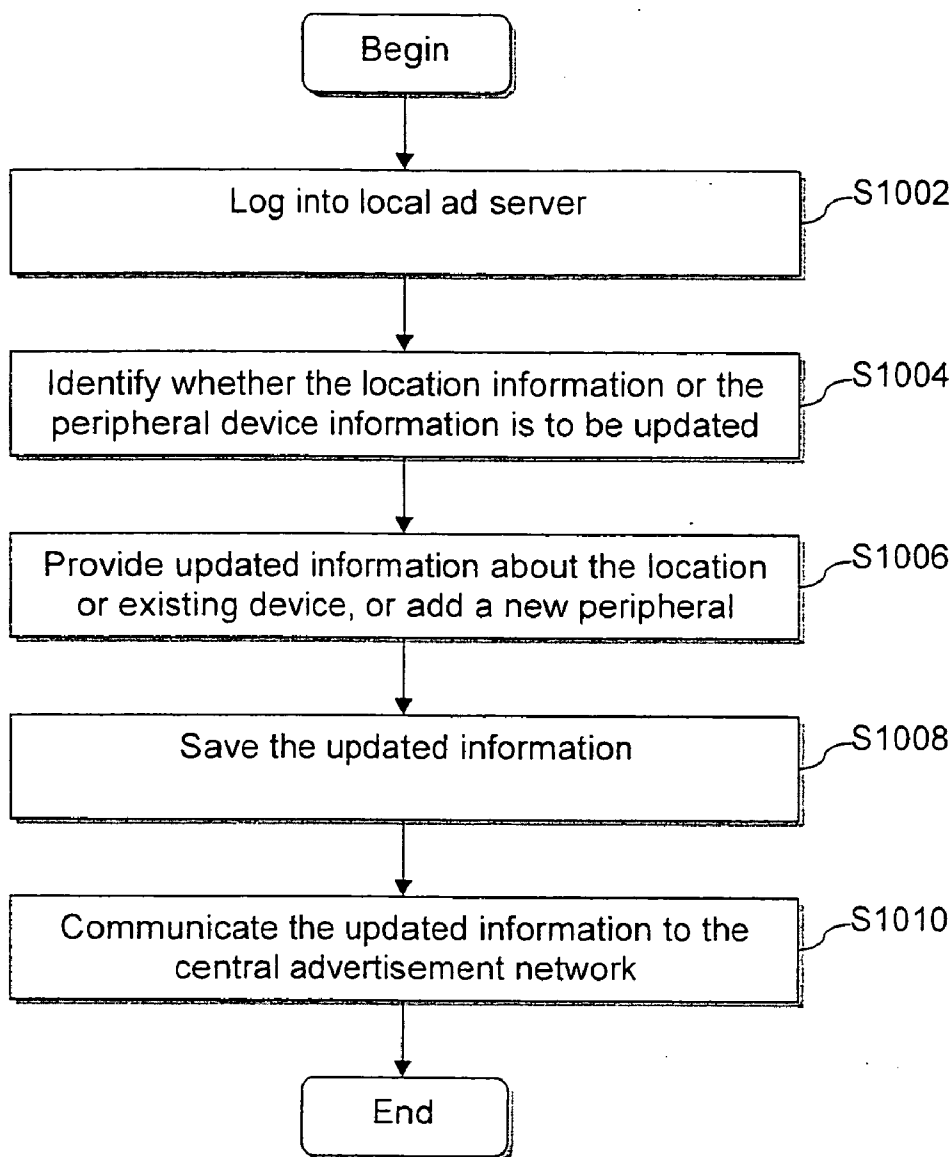 Begin
Log into local ad server
S1002
Identify whether the location information or the
peripheral device information is to be updated
S1004
Provide updated information about the location
or existing device, or add a new peripheral
S1006
Save the updated information
S1008
Communicate the updated information to the
central advertisement network
S1010
End